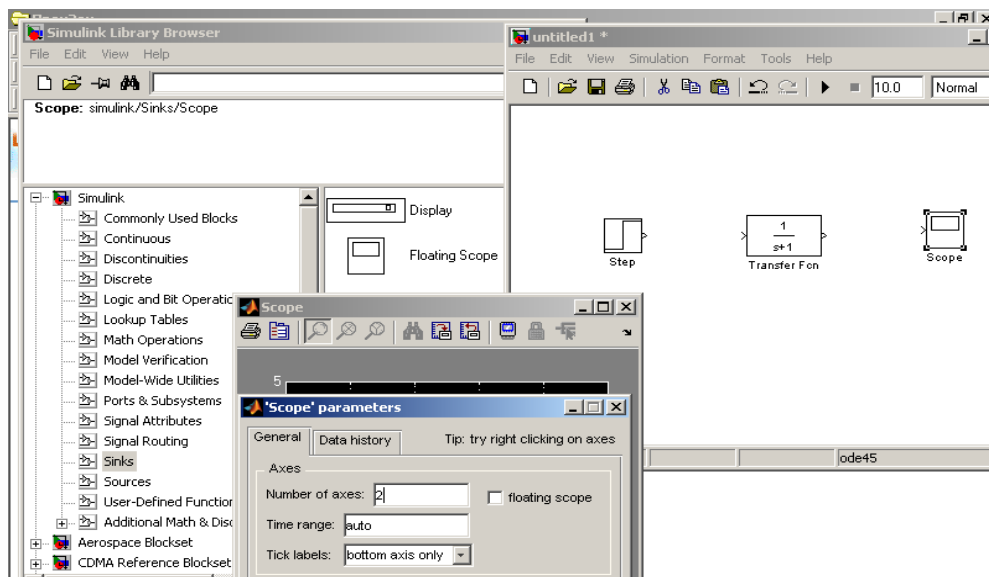 Simulink Library Browser
File Edit View Help
Scope: simulink/Sinks/Scope
Simulink
Commonly Used Blocks
Continuous
Discontinuities
Discrete
Logic and Bit Operatic
Lookup Tables
Math Operations
Model Verification
Model-Wide Utilities
Ports & Subsystems
Signal Attributes
Signal Routing
Sinks
Sources
User-Defined Function
Additional Math & Disc
Aerospace Blockset
CDMA Reference Blockset
Display
Floating Scope
untitled1 *
File Edit View Simulation Format Tools Help
10.0 Normal
Step
1
s+1
Transfer Fcn
Scope
ode45
Scope
5
'Scope' parameters
General Data history Tip: try right clicking on axes
Axes
Number of axes: 2 floating scope
Time range: auto
Tick labels: bottom axis only